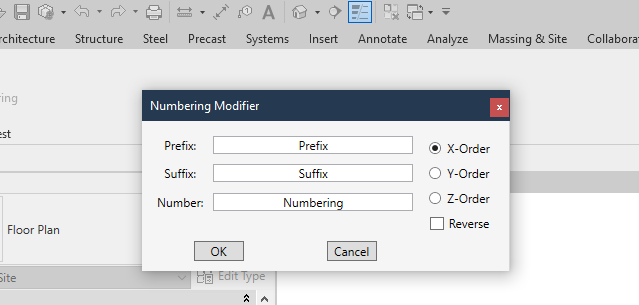 rchitecture Structure Steel Precast Systems Insert Annotate Analyze Massing & Site Collabora
ring
est
Numbering Modifier x
Prefix: Prefix X-Order
Suffix: Suffix Y-Order
Number: Numbering Z-Order
Reverse
Floor Plan
OK Cancel
Site Edit Type